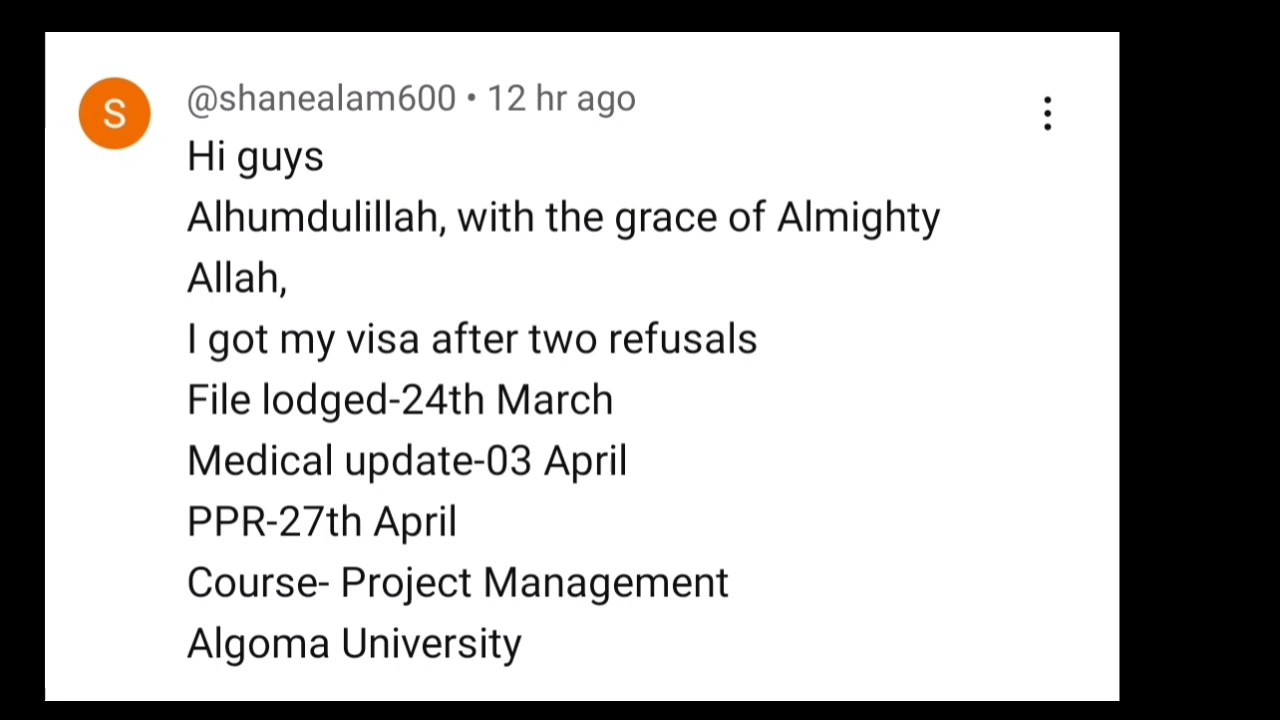 S
@shanealam600 • 12 hr ago
Hi guys
Alhumdulillah, with the grace of Almighty
Allah,
I got my visa after two refusals
File lodged-24th March
Medical update-03 April
PPR-27th April
Course- Project Management
Algoma University